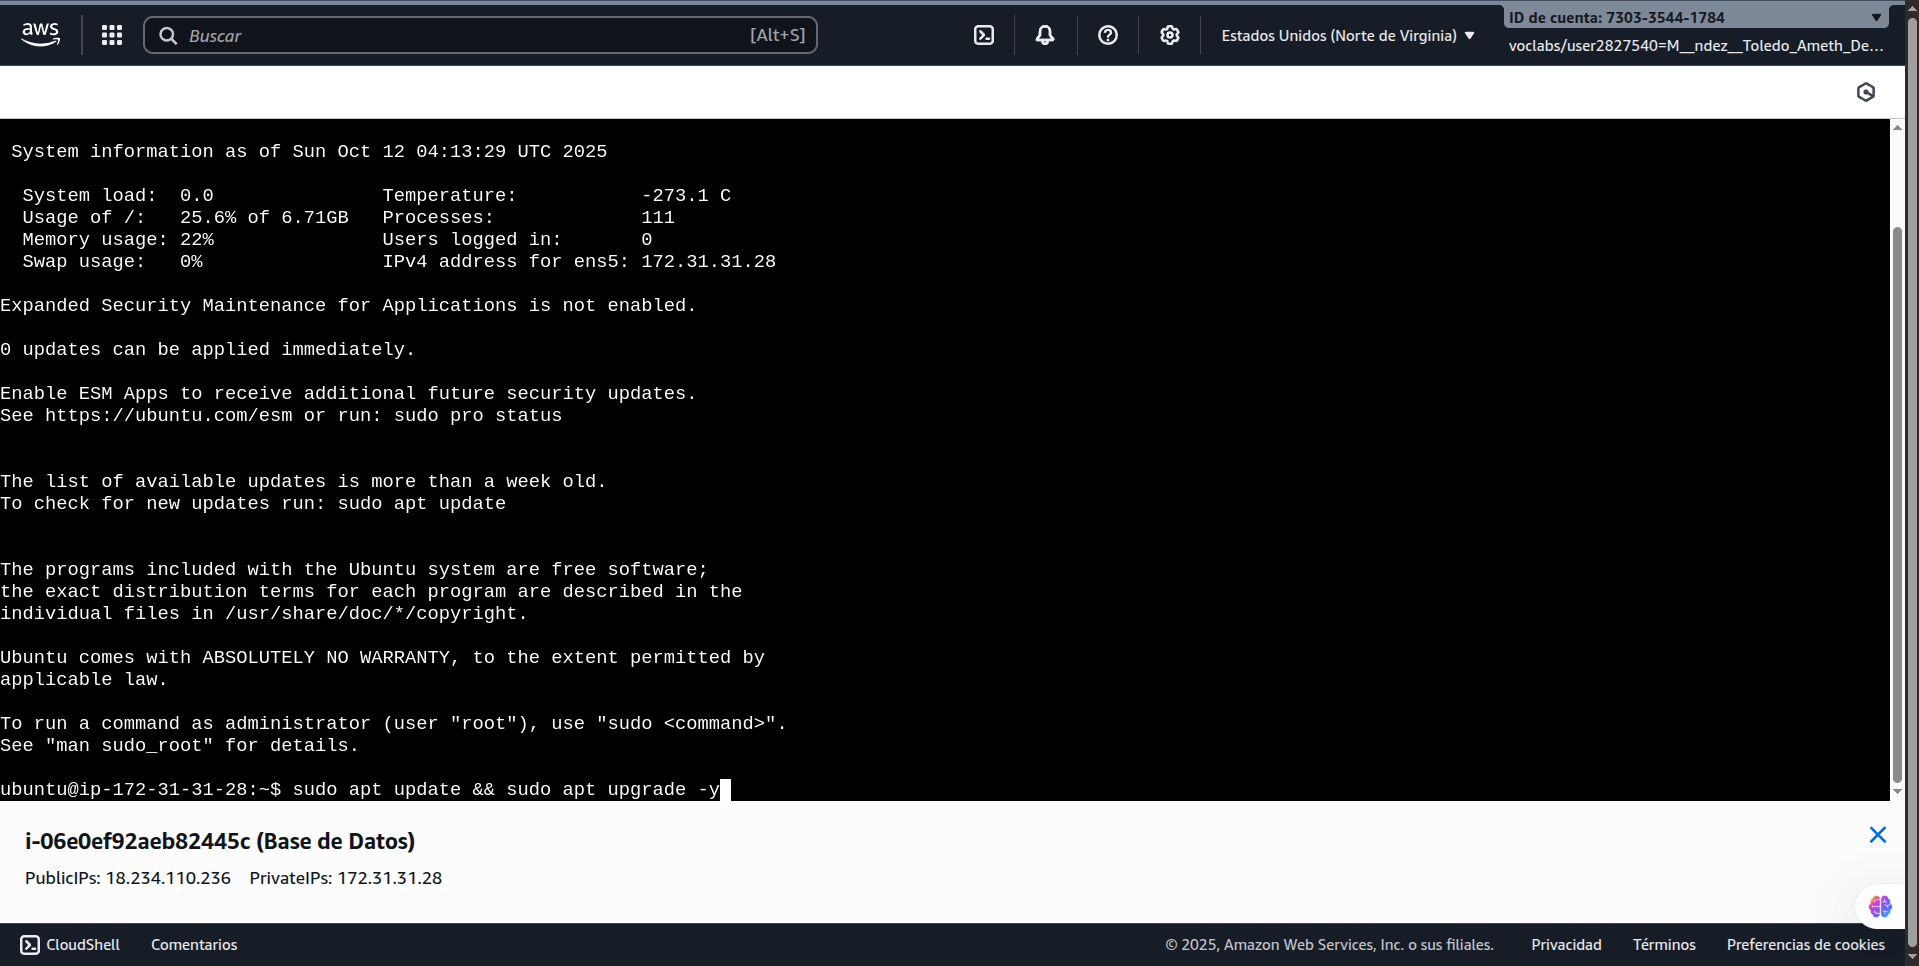 aws
Buscar [Alt+S]
Estados Unidos (Norte de Virginia) ▼
ID de cuenta: 7303-3544-1784 ▼
voclabs/user2827540=M__ndez__Toledo_Ameth_De...
System information as of Sun Oct 12 04:13:29 UTC 2025
System load: 0.0 Temperature: -273.1 C
Usage of /: 25.6% of 6.71GB Processes: 111
Memory usage: 22% Users logged in: 0
Swap usage: 0% IPv4 address for ens5: 172.31.31.28
Expanded Security Maintenance for Applications is not enabled.
0 updates can be applied immediately.
Enable ESM Apps to receive additional future security updates.
See https://ubuntu.com/esm or run: sudo pro status
The list of available updates is more than a week old.
To check for new updates run: sudo apt update
The programs included with the Ubuntu system are free software;
the exact distribution terms for each program are described in the
individual files in /usr/share/doc/*/copyright.
Ubuntu comes with ABSOLUTELY NO WARRANTY, to the extent permitted by
applicable law.
To run a command as administrator (user "root"), use "sudo <command>".
See "man sudo_root" for details.
ubuntu@ip-172-31-31-28:~$ sudo apt update && sudo apt upgrade -y
i-06e0ef92aeb82445c (Base de Datos)
PublicIPs: 18.234.110.236 PrivateIPs: 172.31.31.28
CloudShell Comentarios © 2025, Amazon Web Services, Inc. o sus filiales. Privacidad Términos Preferencias de cookies